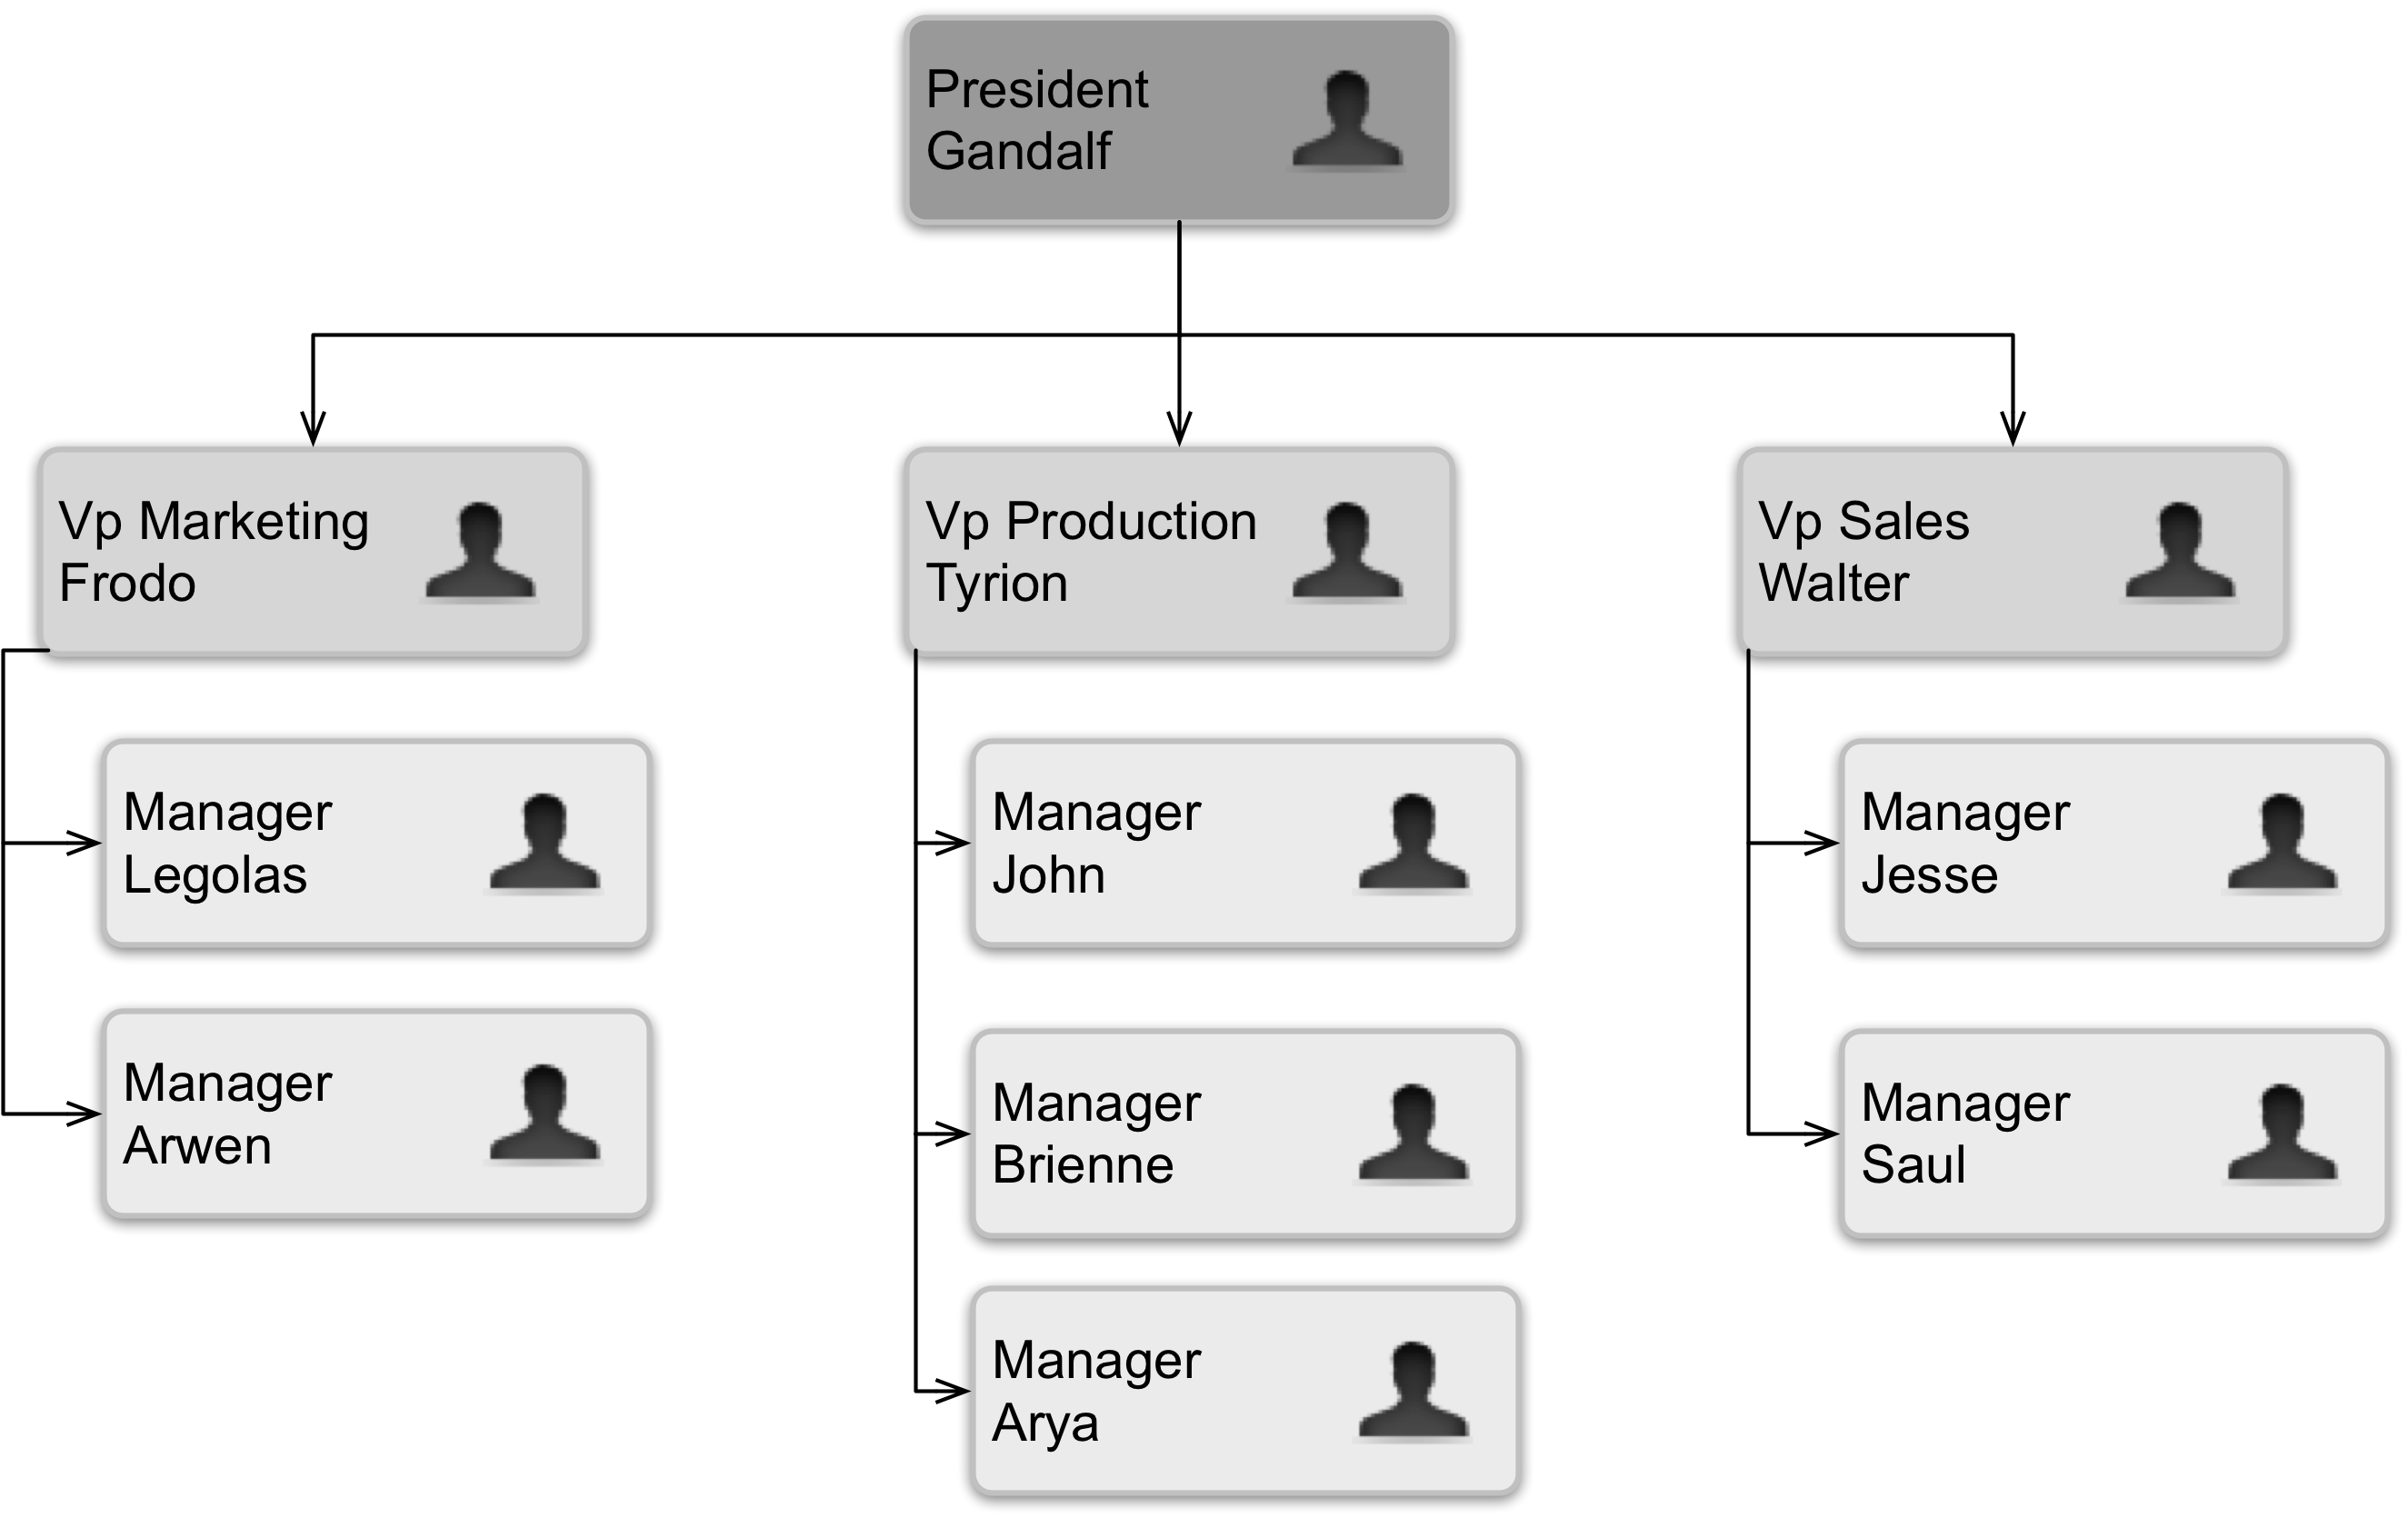 President
Gandalf
Vp Marketing
Frodo
Vp Production
Tyrion
Vp Sales
Walter
Manager
Legolas
Manager
John
Manager
Jesse
Manager
Arwen
Manager
Brienne
Manager
Saul
Manager
Arya